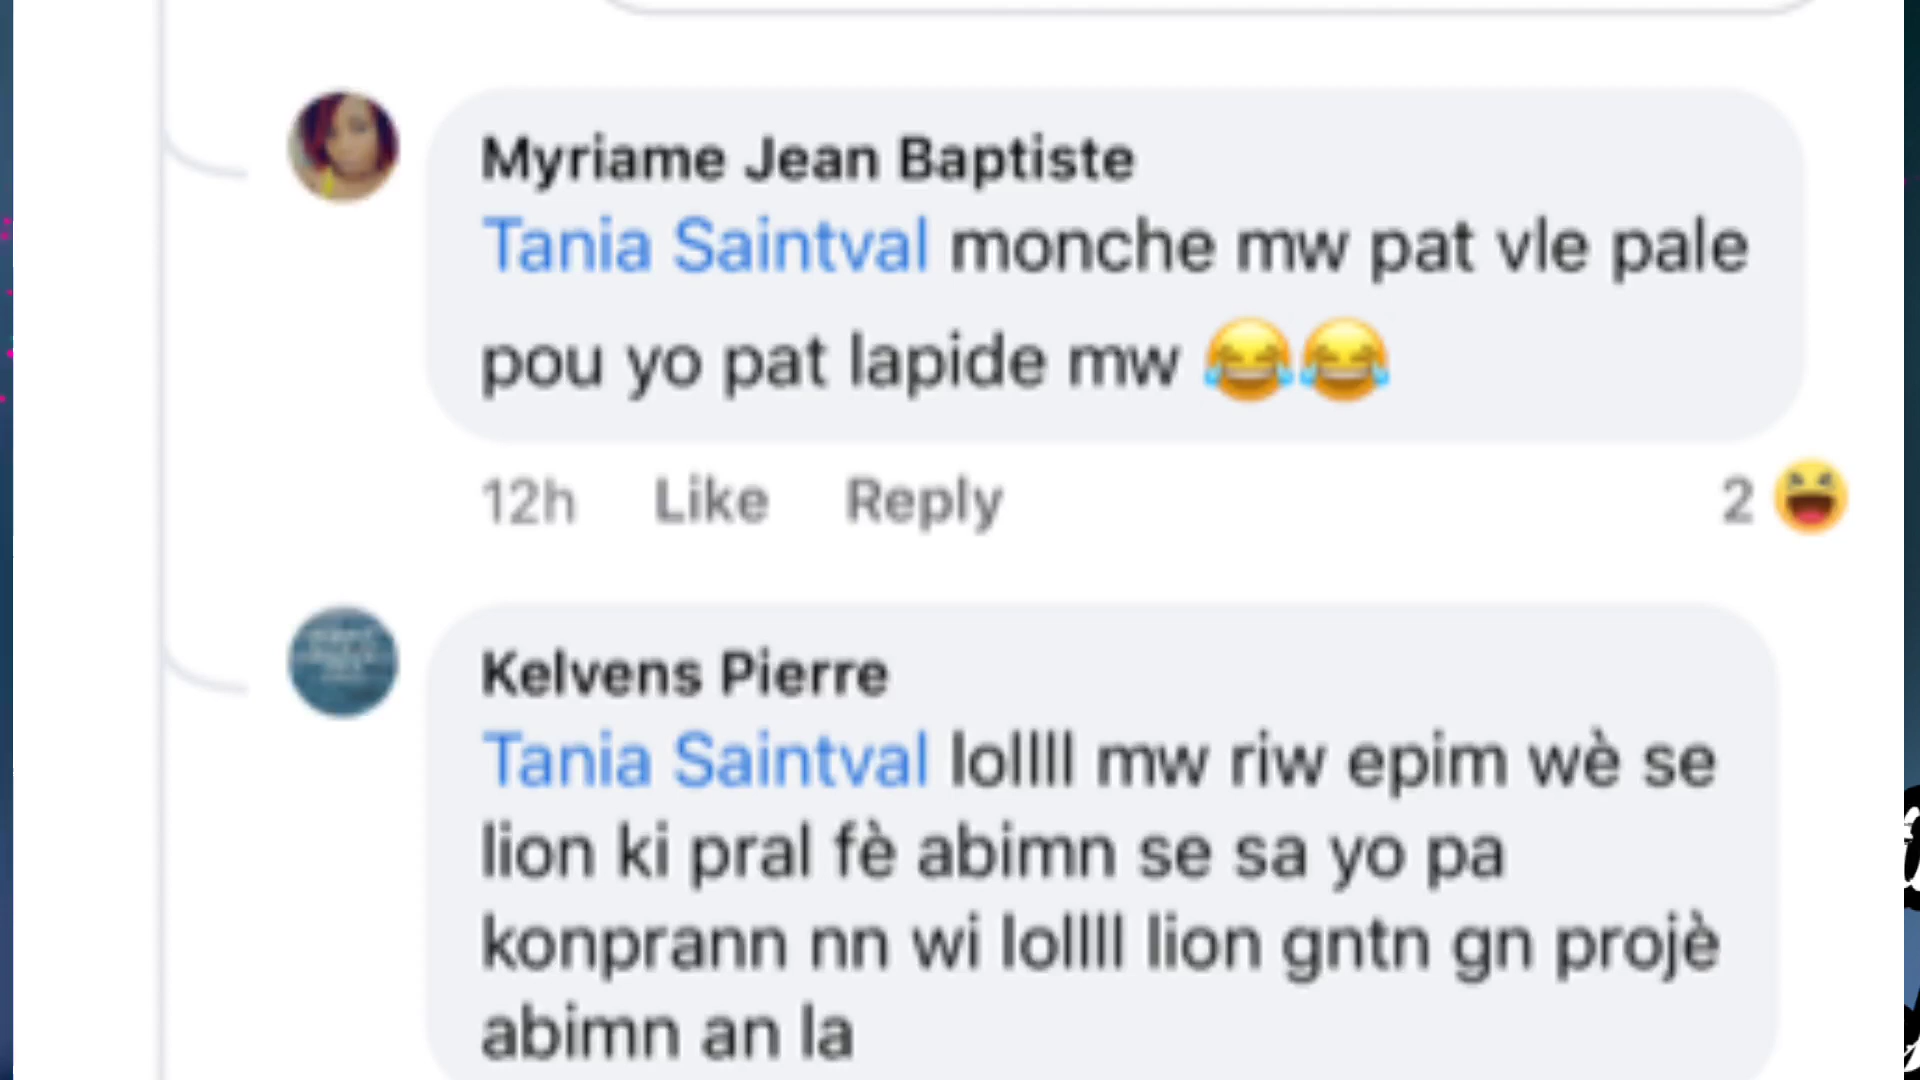 Myriame Jean Baptiste
Tania Saintval monche mw pat vle pale
pou yo pat lapide mw 😂😂
12h Like Reply 2
Kelvens Pierre
Tania Saintval lollll mw riw epim wè se
lion ki pral fè abimn se sa yo pa
konprann nn wi lollll lion gntn gn projè
abimn an la